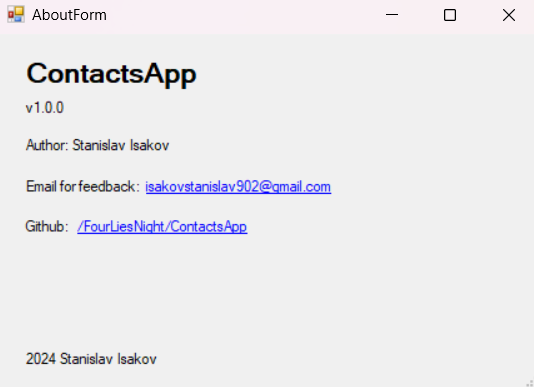 AboutForm
ContactsApp
v1.0.0
Author: Stanislav Isakov
Email for feedback: isakovstanislav902@gmail.com
Github: /FourLiesNight/ContactsApp
2024 Stanislav Isakov